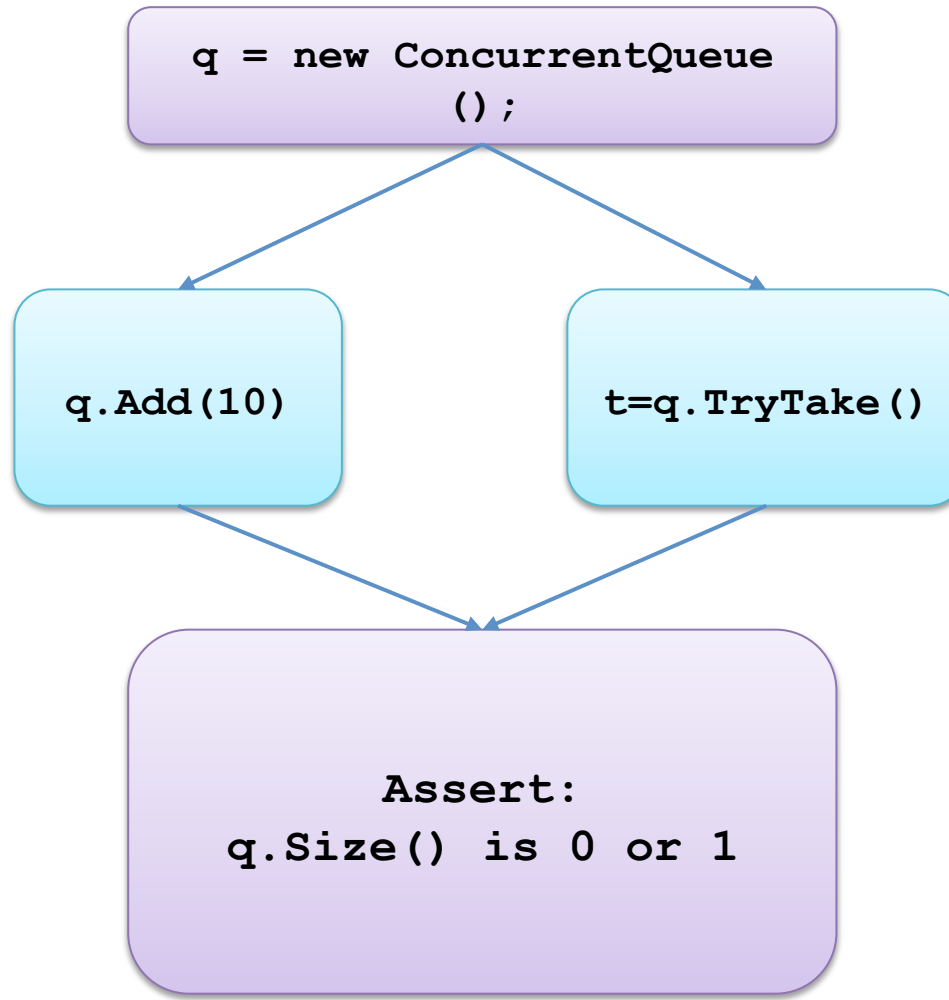 q = new ConcurrentQueue
();
q.Add(10)
t=q.TryTake()
Assert:
q.Size() is 0 or 1